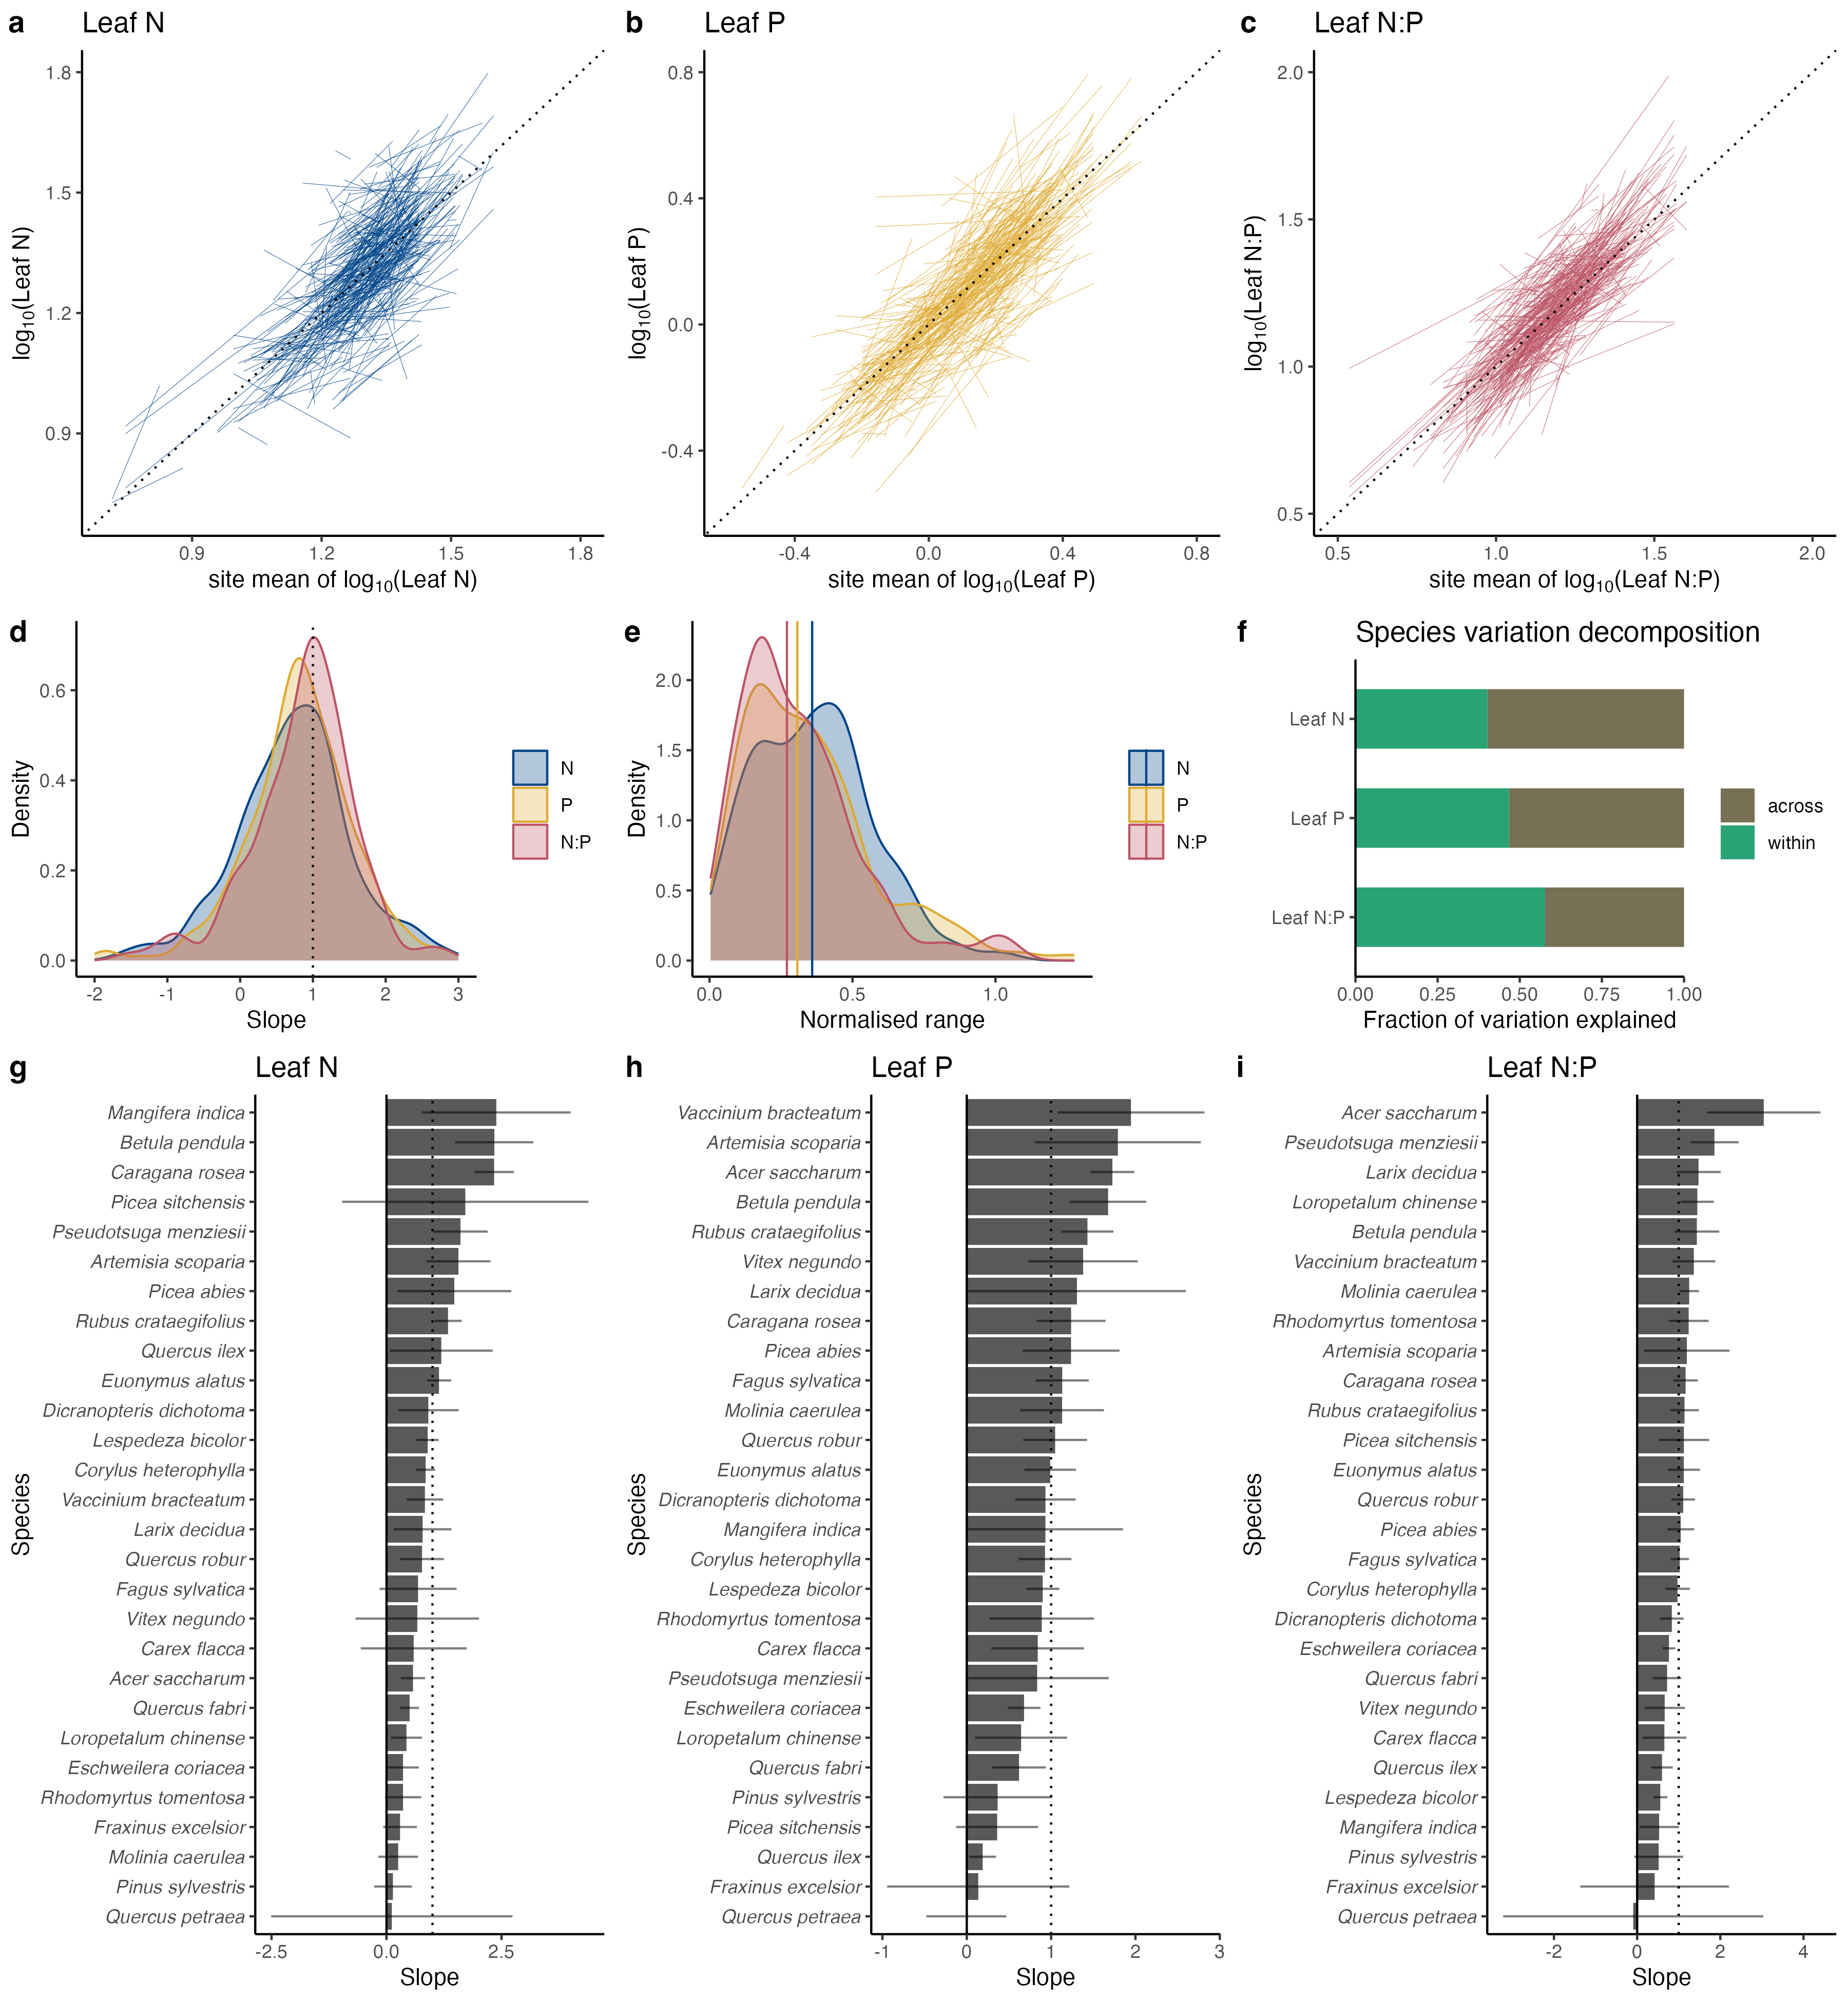 a Leaf N
1.8
1.5
1.2
0.9
log10(Leaf N)
0.9 1.2 1.5 1.8
site mean of log10(Leaf N)
b Leaf P
0.8
0.4
0.0
-0.4
log10(Leaf P)
-0.4 0.0 0.4 0.8
site mean of log10(Leaf P)
c Leaf N:P
2.0
1.5
1.0
0.5
log10(Leaf N:P)
0.5 1.0 1.5 2.0
site mean of log10(Leaf N:P)
d
0.6
0.4
0.2
0.0
Density
-2 -1 0 1 2 3
Slope
N
P
N:P
e
2.0
1.5
1.0
0.5
0.0
Density
0.0 0.5 1.0
Normalised range
N
P
N:P
f Species variation decomposition
Leaf N
Leaf P
Leaf N:P
0.00 0.25 0.50 0.75 1.00
Fraction of variation explained
across
within
g Leaf N
Species
Mangifera indica
Betula pendula
Caragana rosea
Picea sitchensis
Pseudotsuga menziesii
Artemisia scoparia
Picea abies
Rubus crataegifolius
Quercus ilex
Euonymus alatus
Dicranopteris dichotoma
Lespedeza bicolor
Corylus heterophylla
Vaccinium bracteatum
Larix decidua
Quercus robur
Fagus sylvatica
Vitex negundo
Carex flacca
Acer saccharum
Quercus fabri
Loropetalum chinense
Eschweilera coriacea
Rhodomyrtus tomentosa
Fraxinus excelsior
Molinia caerulea
Pinus sylvestris
Quercus petraea
-2.5 0.0 2.5
Slope
h Leaf P
Species
Vaccinium bracteatum
Artemisia scoparia
Acer saccharum
Betula pendula
Rubus crataegifolius
Vitex negundo
Larix decidua
Caragana rosea
Picea abies
Fagus sylvatica
Molinia caerulea
Quercus robur
Euonymus alatus
Dicranopteris dichotoma
Mangifera indica
Corylus heterophylla
Lespedeza bicolor
Rhodomyrtus tomentosa
Carex flacca
Pseudotsuga menziesii
Eschweilera coriacea
Loropetalum chinense
Quercus fabri
Pinus sylvestris
Picea sitchensis
Quercus ilex
Fraxinus excelsior
Quercus petraea
-1 0 1 2 3
Slope
i Leaf N:P
Species
Acer saccharum
Pseudotsuga menziesii
Larix decidua
Loropetalum chinense
Betula pendula
Vaccinium bracteatum
Molinia caerulea
Rhodomyrtus tomentosa
Artemisia scoparia
Caragana rosea
Rubus crataegifolius
Picea sitchensis
Euonymus alatus
Quercus robur
Picea abies
Fagus sylvatica
Corylus heterophylla
Dicranopteris dichotoma
Eschweilera coriacea
Quercus fabri
Vitex negundo
Carex flacca
Quercus ilex
Lespedeza bicolor
Mangifera indica
Pinus sylvestris
Fraxinus excelsior
Quercus petraea
-2 0 2 4
Slope